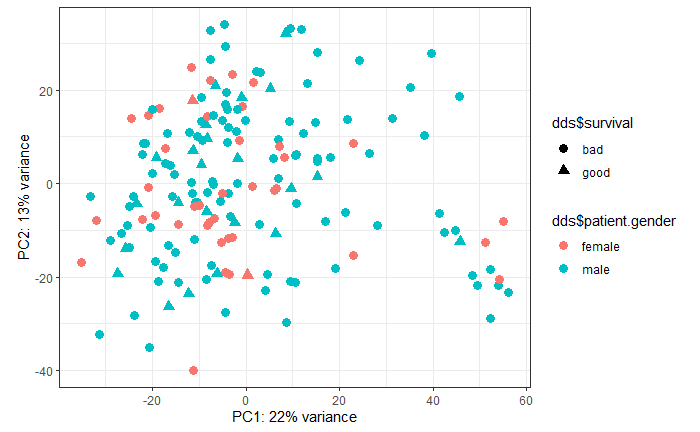 20
0
-20
-40
PC2: 13% variance
-20
0
20
40
60
PC1: 22% variance
dds$survival
bad
good
dds$patient.gender
female
male